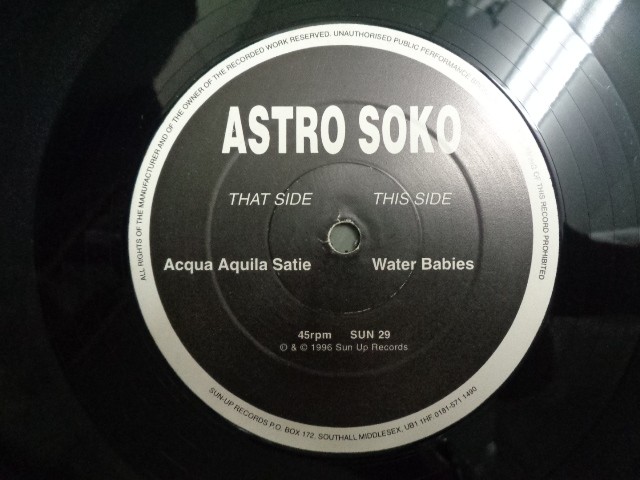 ALL RIGHTS OF THE MANUFACTURER AND OF THE OWNER OF THE RECORDED WORK RESERVED. UNAUTHORISED PUBLIC PERFORMANCE OF THIS RECORD PROHIBITED
ASTRO SOKO
THAT SIDE THIS SIDE
Acqua Aquila Satie Water Babies
45rpm SUN 29
© & © 1996 Sun Up Records
SUN-UP RECORDS P.O. BOX 172, SOUTHALL MIDDLESEX, UB1 1HF 0181-571 1490